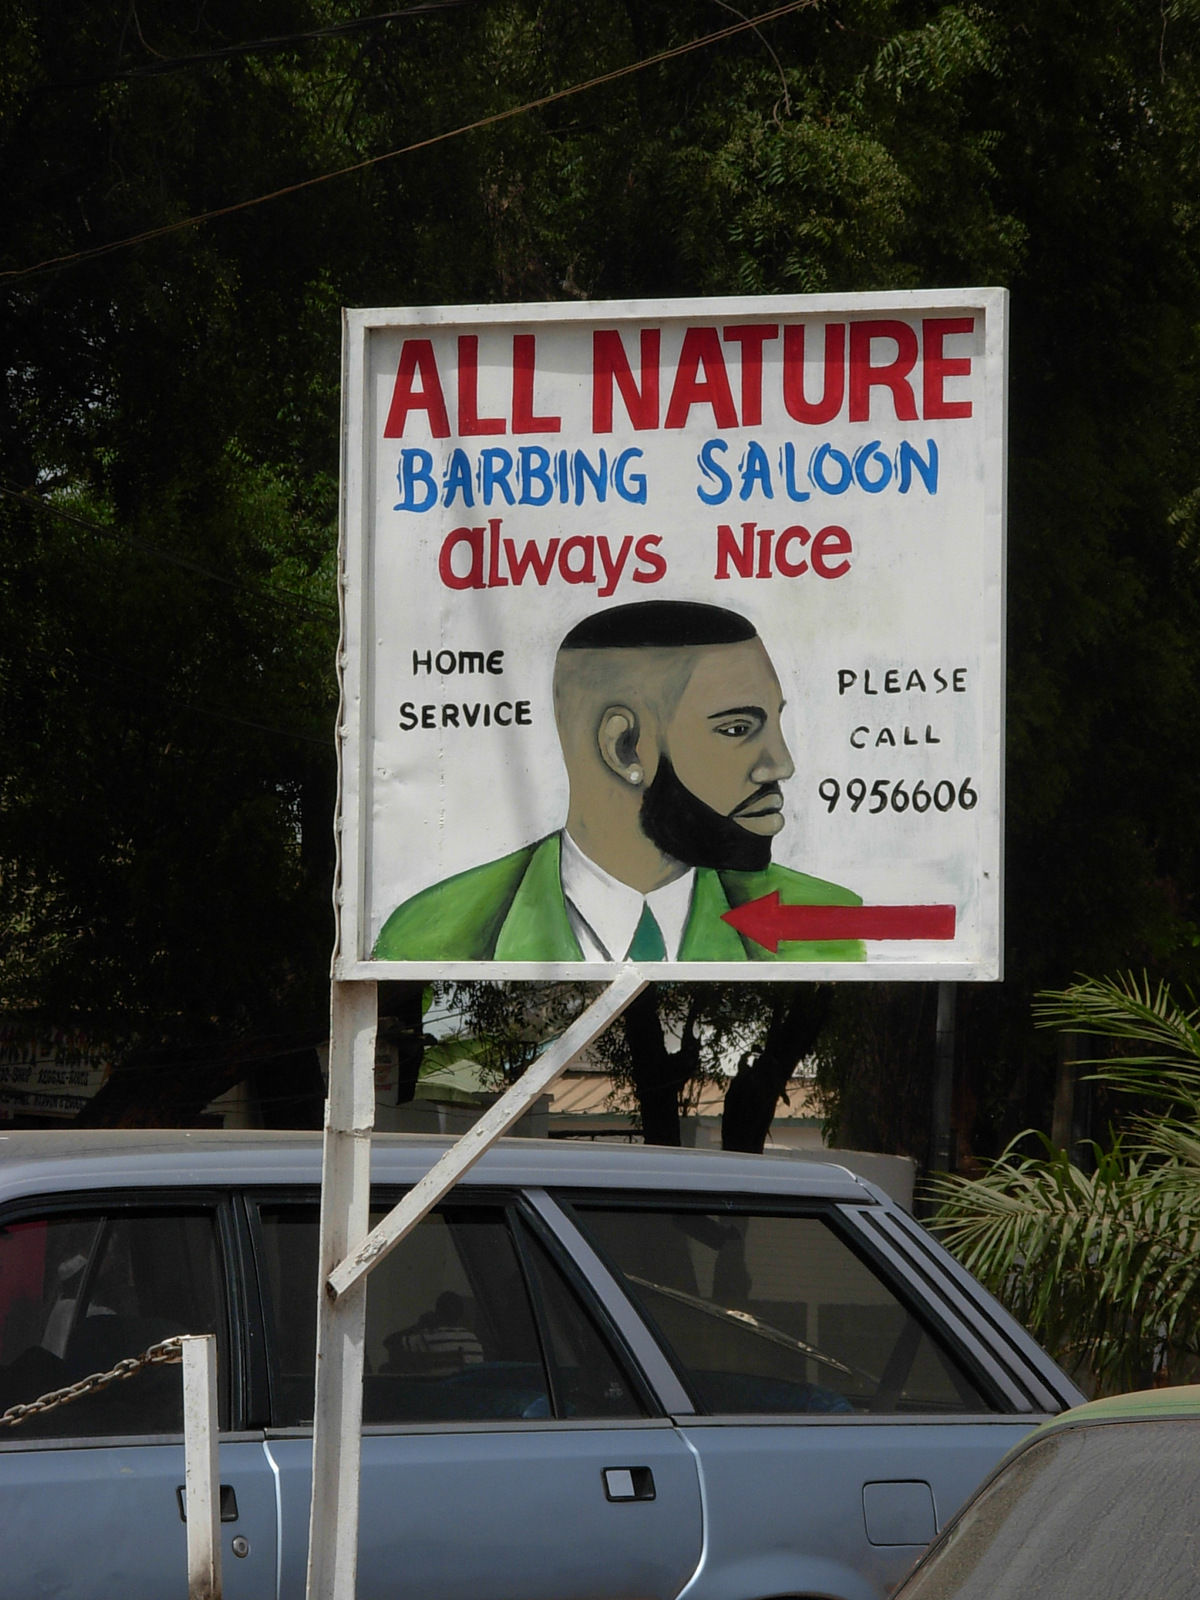 ALL NATURE
BARBING SALOON
always NICe
HOME
SERVICE
PLEASE
CALL
9956606